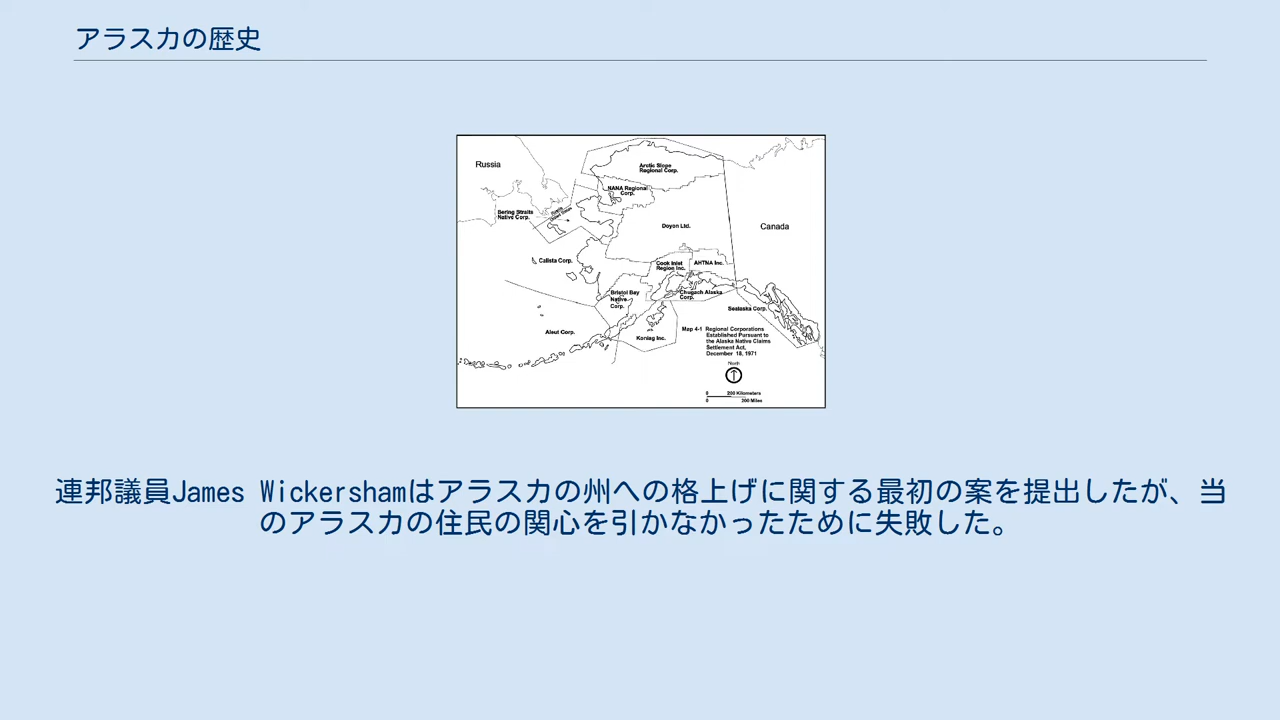 アラスカの歴史
Russia
Arctic Slope
Regional Corp.
NANA Regional
Corp.
Bering Straits
Native Corp.
Doyon Ltd.
Canada
Calista Corp.
Cook Inlet
Region Inc.
AHTNA Inc.
Bristol Bay
Native
Corp.
Chugach Alaska
Corp.
Sealaska Corp.
Aleut Corp.
Koniag Inc.
Map 4-1 Regional Corporations
Established Pursuant to
the Alaska Native Claims
Settlement Act,
December 18, 1971
North
0 200 Kilometers
0 200 Miles
連邦議員James Wickershamはアラスカの州への格上げに関する最初の案を提出したが、当
のアラスカの住民の関心を引かなかったために失敗した。